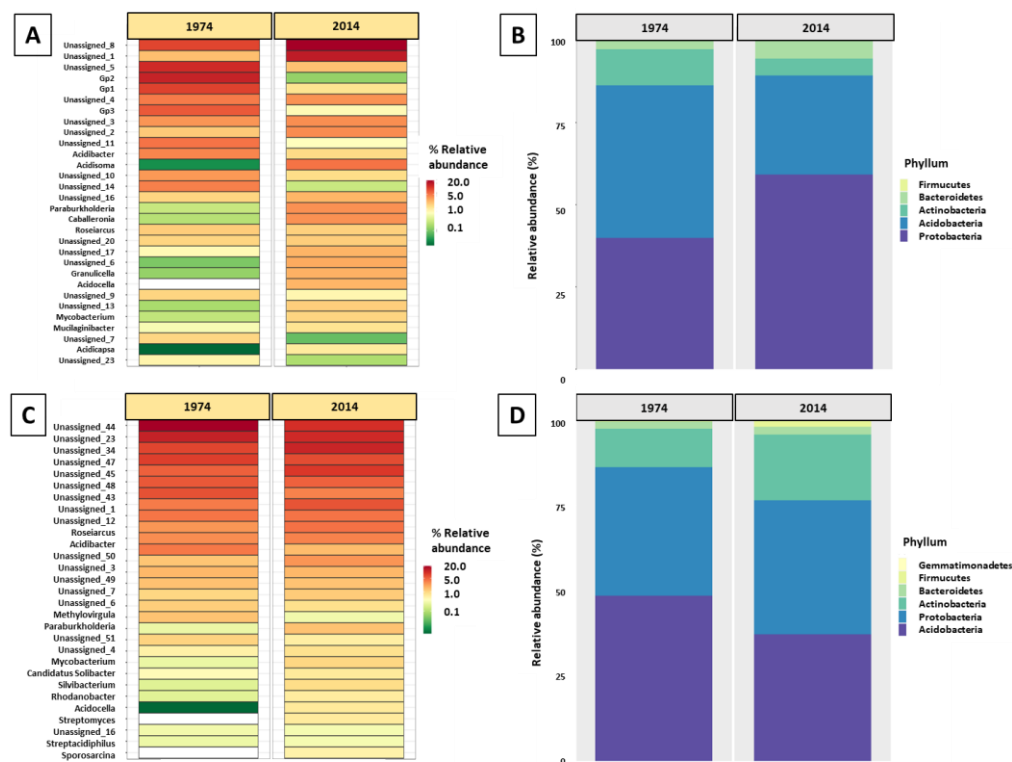 A
1974
2014
Unassigned_8
Unassigned_1
Unassigned_5
Gp2
Gp1
Unassigned_4
Gp3
Unassigned_3
Unassigned_2
Unassigned_11
Acidibacter
Acidisoma
Unassigned_10
Unassigned_14
Unassigned_16
Paraburkholderia
Caballeronia
Roseiarcus
Unassigned_20
Unassigned_17
Unassigned_6
Granulicella
Acidocella
Unassigned_9
Unassigned_13
Mycobacterium
Mucilaginibacter
Unassigned_7
Acidicapsa
Unassigned_23
% Relative
abundance
20.0
5.0
1.0
0.1
B
1974
2014
Relative abundance (%)
100
75
50
25
0
Phyllum
Firmucutes
Bacteroidetes
Actinobacteria
Acidobacteria
Protobacteria
C
1974
2014
Unassigned_44
Unassigned_23
Unassigned_34
Unassigned_47
Unassigned_45
Unassigned_48
Unassigned_43
Unassigned_1
Unassigned_12
Roseiarcus
Acidibacter
Unassigned_50
Unassigned_3
Unassigned_49
Unassigned_7
Unassigned_6
Methylovirgula
Paraburkholderia
Unassigned_51
Unassigned_4
Mycobacterium
Candidatus Solibacter
Silvibacterium
Rhodanobacter
Acidocella
Streptomyces
Unassigned_16
Streptacidiphilus
Sporosarcina
% Relative
abundance
20.0
5.0
1.0
0.1
D
1974
2014
Relative abundance (%)
100
75
50
25
0
Phyllum
Gemmatimonadetes
Firmucutes
Bacteroidetes
Actinobacteria
Protobacteria
Acidobacteria